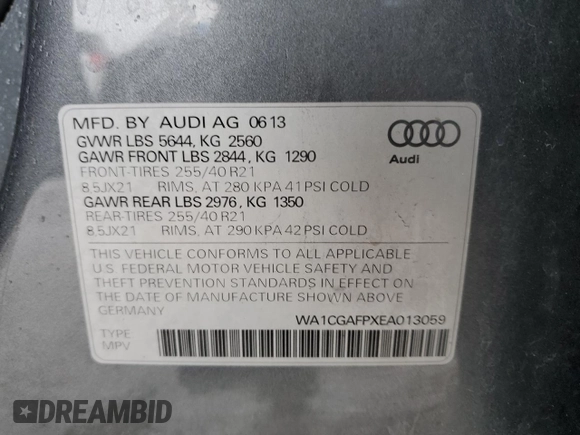 MFD. BY AUDI AG 06 13
GVWR LBS 5644, KG 2560
GAWR FRONT LBS 2844, KG 1290
FRONT-TIRES 255/40 R21
8.5JX21 RIMS, AT 280 KPA 41 PSI COLD
GAWR REAR LBS 2976, KG 1350
REAR-TIRES 255/40 R21
8.5JX21 RIMS, AT 290 KPA 42 PSI COLD
Audi
THIS VEHICLE CONFORMS TO ALL APPLICABLE
U.S. FEDERAL MOTOR VEHICLE SAFETY AND
THEFT PREVENTION STANDARDS IN EFFECT ON
THE DATE OF MANUFACTURE SHOWN ABOVE.
GERMANY
WA1CGAFPXEA013059
TYPE
MPV
DREAMBID